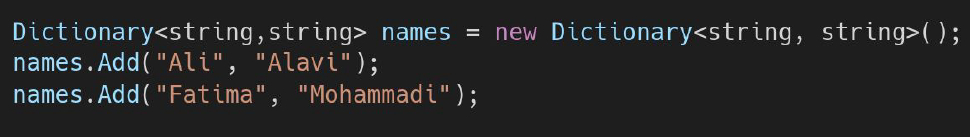 Dictionary<string,string> names = new Dictionary<string, string>();
names.Add("Ali", "Alavi");
names.Add("Fatima", "Mohammadi");